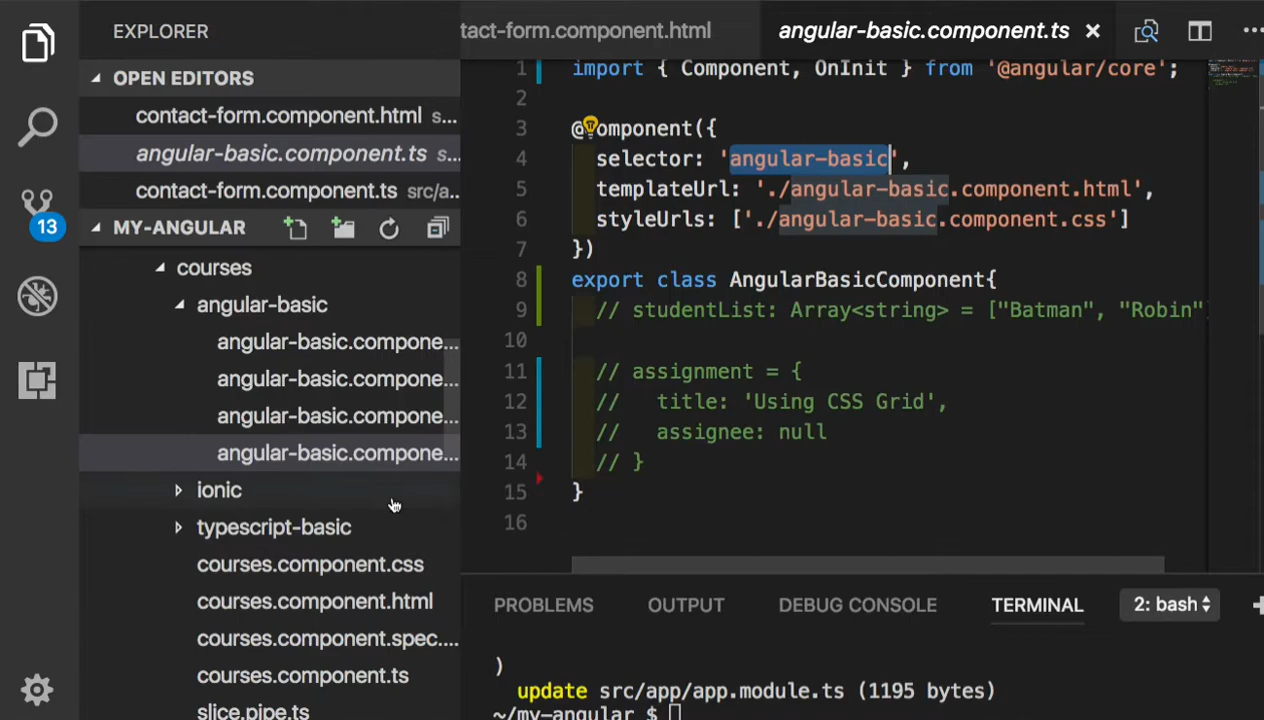 EXPLORER
OPEN EDITORS
contact-form.component.html s...
angular-basic.component.ts s...
contact-form.component.ts src/a...
13
MY-ANGULAR
courses
angular-basic
angular-basic.compone...
angular-basic.compone...
angular-basic.compone...
angular-basic.compone...
ionic
typescript-basic
courses.component.css
courses.component.html
courses.component.spec....
courses.component.ts
slice.pipe.ts
tact-form.component.html
angular-basic.component.ts
1 import { Component, OnInit } from '@angular/core';
2
3 @omponent({
4 selector: 'angular-basic',
5 templateUrl: './angular-basic.component.html',
6 styleUrls: ['./angular-basic.component.css']
7 })
8 export class AngularBasicComponent{
9 // studentList: Array<string> = ["Batman", "Robin"
10
11 // assignment = {
12 // title: 'Using CSS Grid',
13 // assignee: null
14 // }
15 }
16
PROBLEMS OUTPUT DEBUG CONSOLE TERMINAL 2: bash
)
update src/app/app.module.ts (1195 bytes)
~/my-angular $